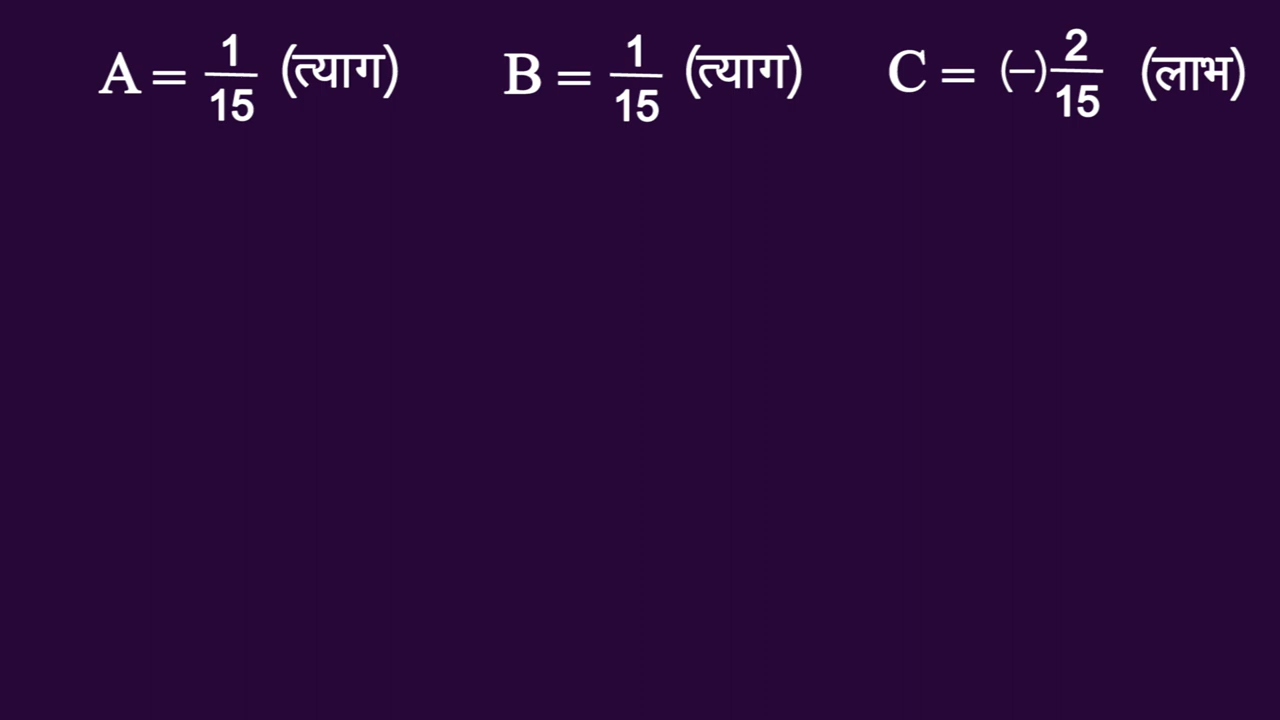 A = 1/15 (त्याग) B = 1/15 (त्याग) C = (−) 2/15 (लाभ)